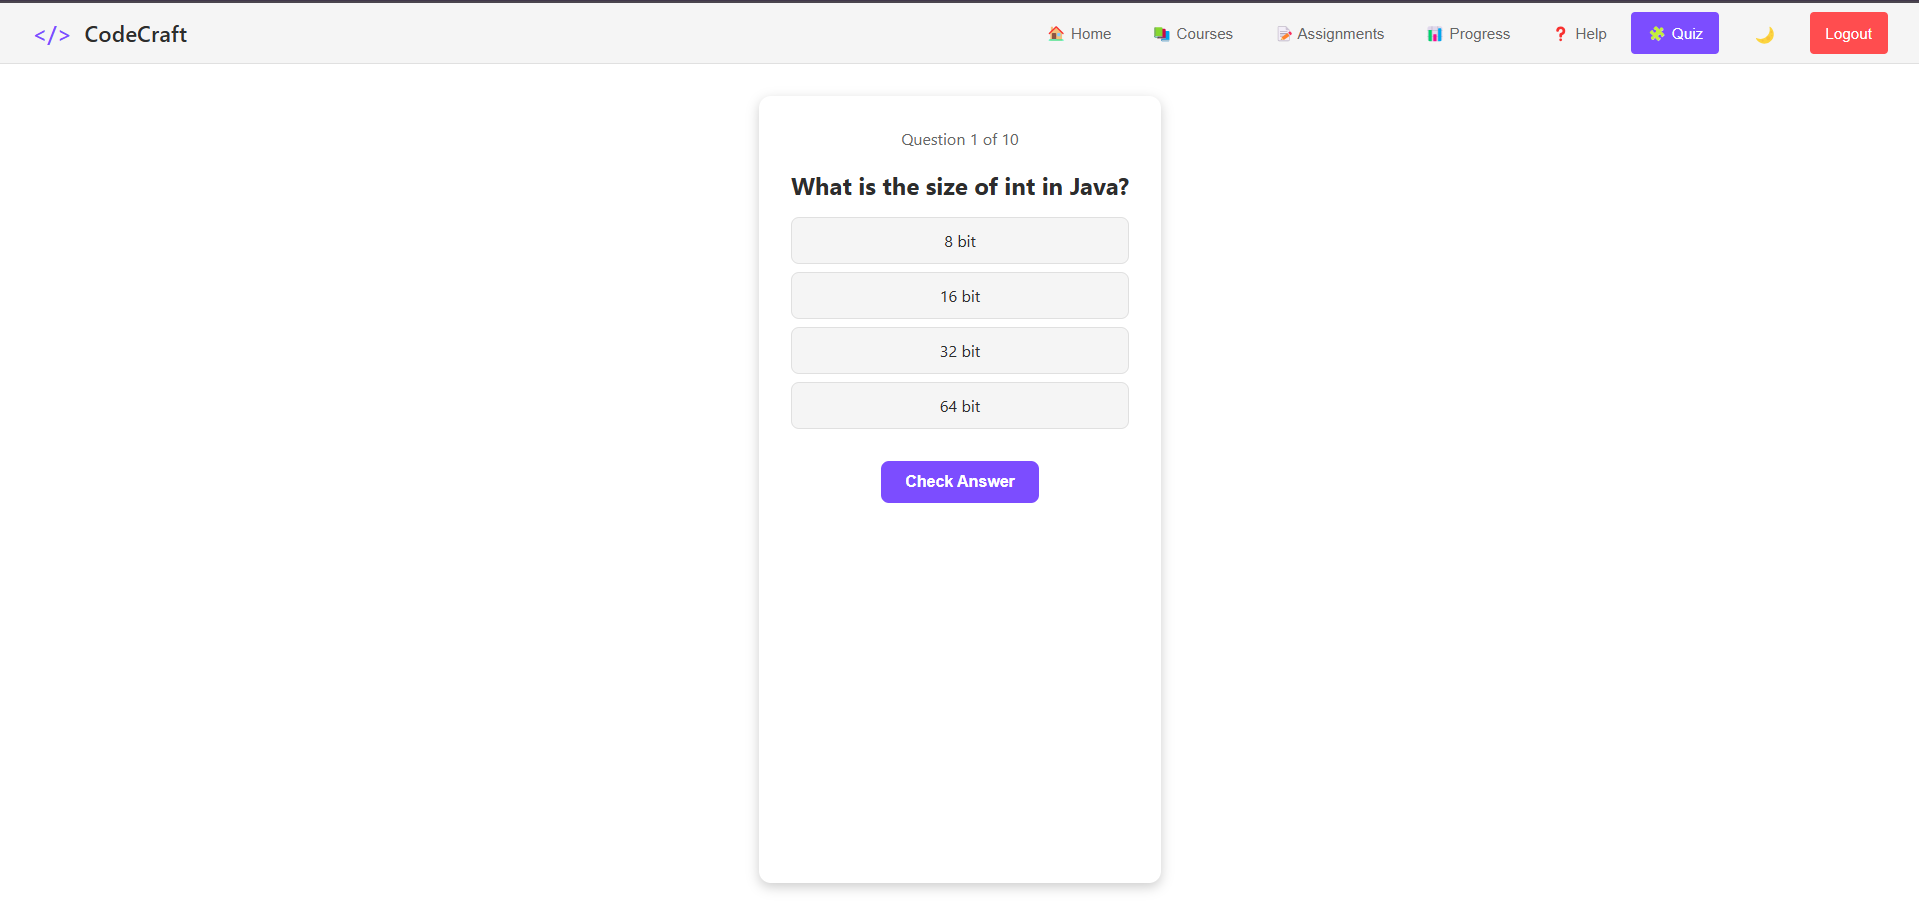 </> CodeCraft
Home Courses Assignments Progress Help Quiz Logout
Question 1 of 10
What is the size of int in Java?
8 bit
16 bit
32 bit
64 bit
Check Answer